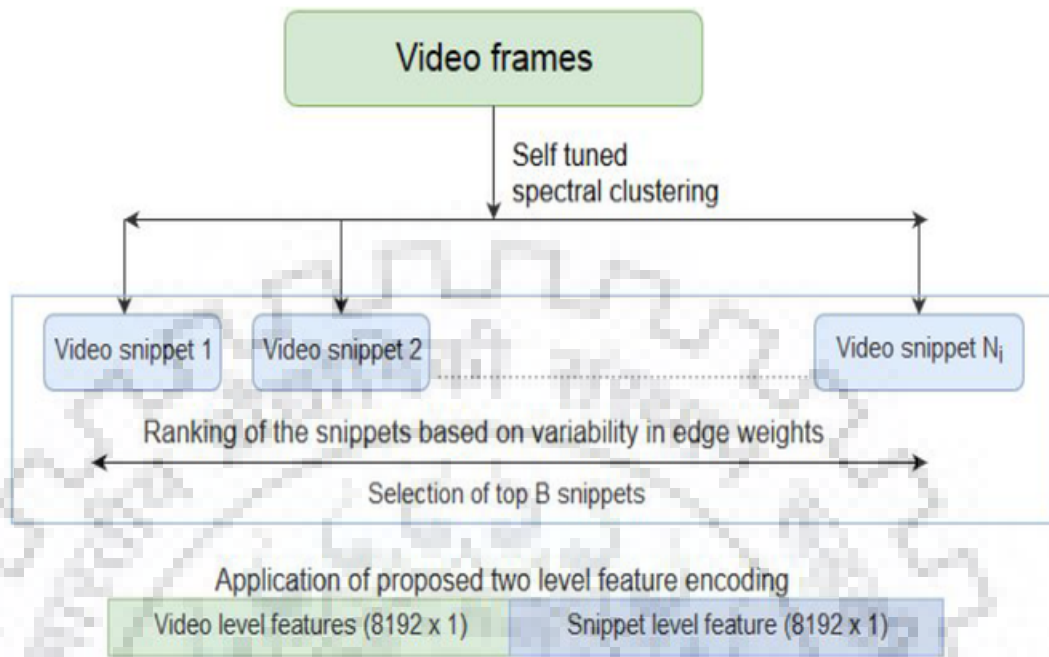 Video frames
Self tuned
spectral clustering
Video snippet 1
Video snippet 2
Video snippet Ni
Ranking of the snippets based on variability in edge weights
Selection of top B snippets
Application of proposed two level feature encoding
Video level features (8192 x 1)
Snippet level feature (8192 x 1)